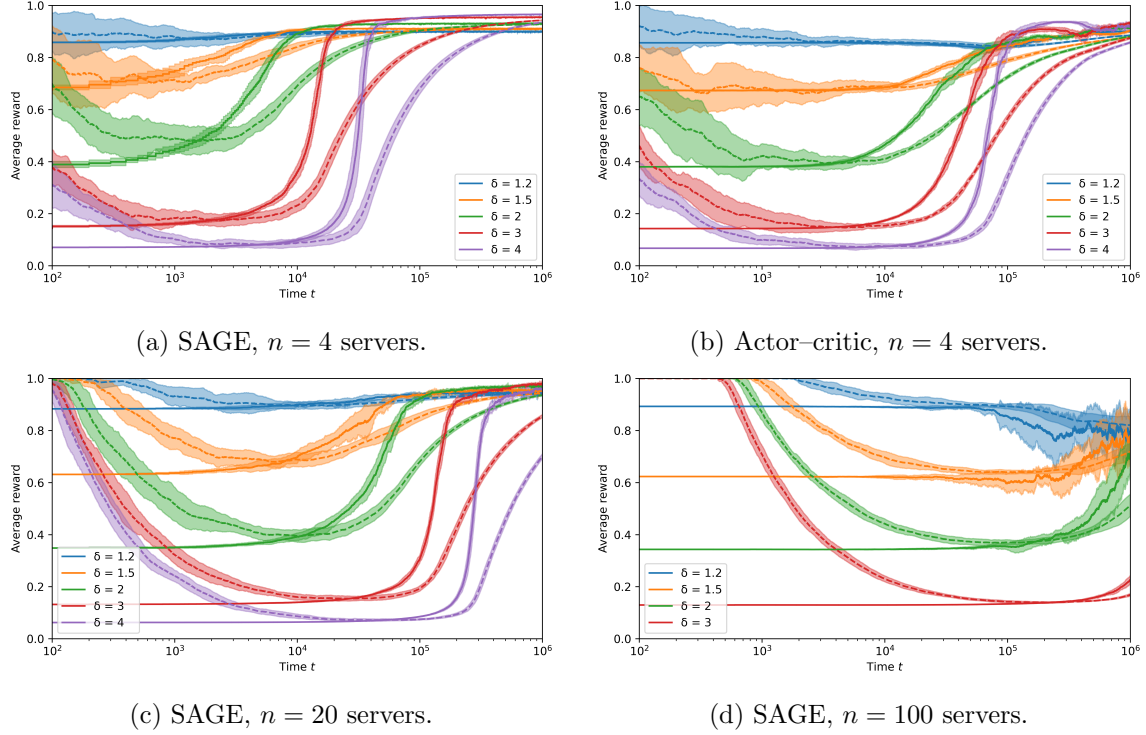 1.0
0.8
0.6
0.4
0.2
0.0
Average reward
10²
10³
10⁴
10⁵
10⁶
Time t
δ = 1.2
δ = 1.5
δ = 2
δ = 3
δ = 4
(a) SAGE, n = 4 servers.
1.0
0.8
0.6
0.4
0.2
0.0
Average reward
10²
10³
10⁴
10⁵
10⁶
Time t
δ = 1.2
δ = 1.5
δ = 2
δ = 3
δ = 4
(b) Actor–critic, n = 4 servers.
1.0
0.8
0.6
0.4
0.2
0.0
Average reward
10²
10³
10⁴
10⁵
10⁶
Time t
δ = 1.2
δ = 1.5
δ = 2
δ = 3
δ = 4
(c) SAGE, n = 20 servers.
1.0
0.8
0.6
0.4
0.2
0.0
Average reward
10²
10³
10⁴
10⁵
10⁶
Time t
δ = 1.2
δ = 1.5
δ = 2
δ = 3
(d) SAGE, n = 100 servers.